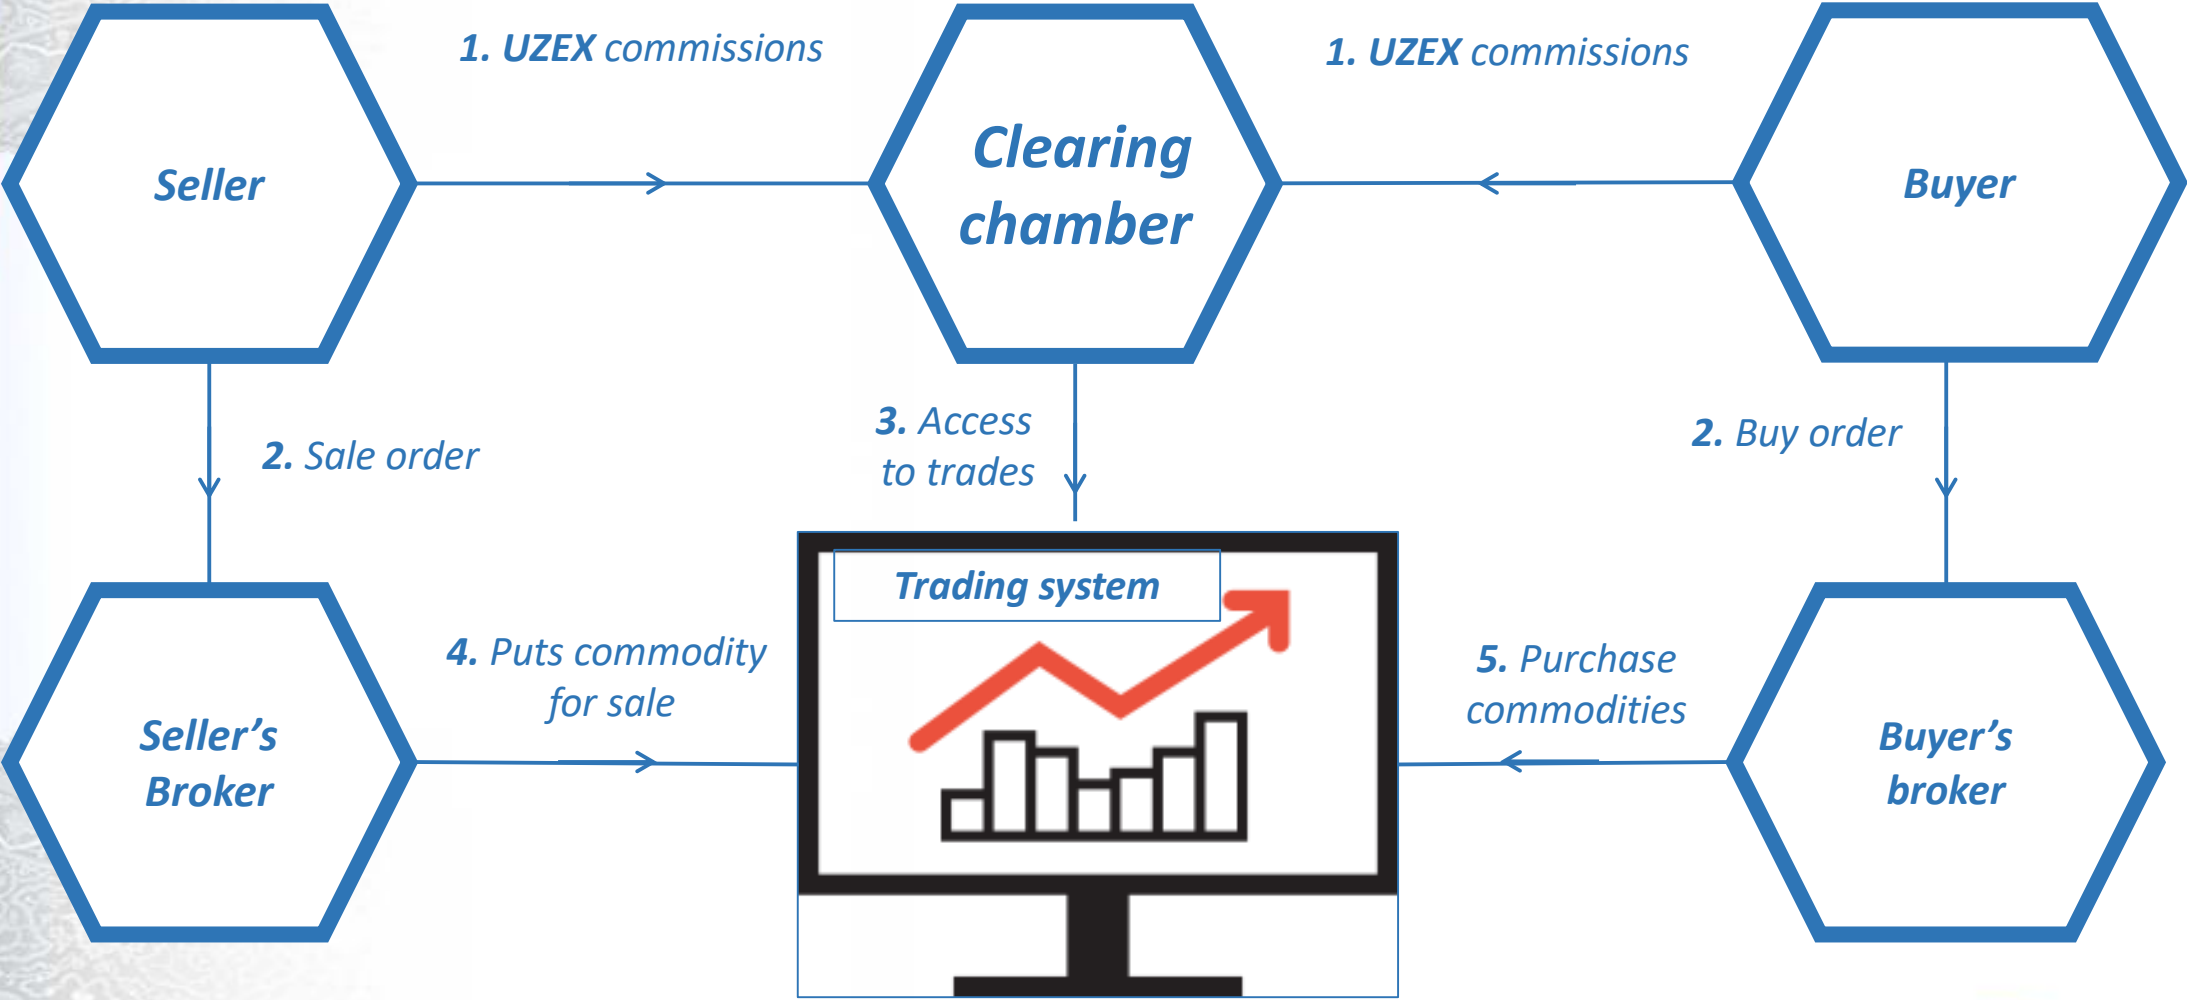 1. UZEX commissions
1. UZEX commissions
Seller
Clearing
chamber
Buyer
2. Sale order
3. Access
to trades
2. Buy order
Trading system
4. Puts commodity
for sale
5. Purchase
commodities
Seller’s
Broker
Buyer’s
broker